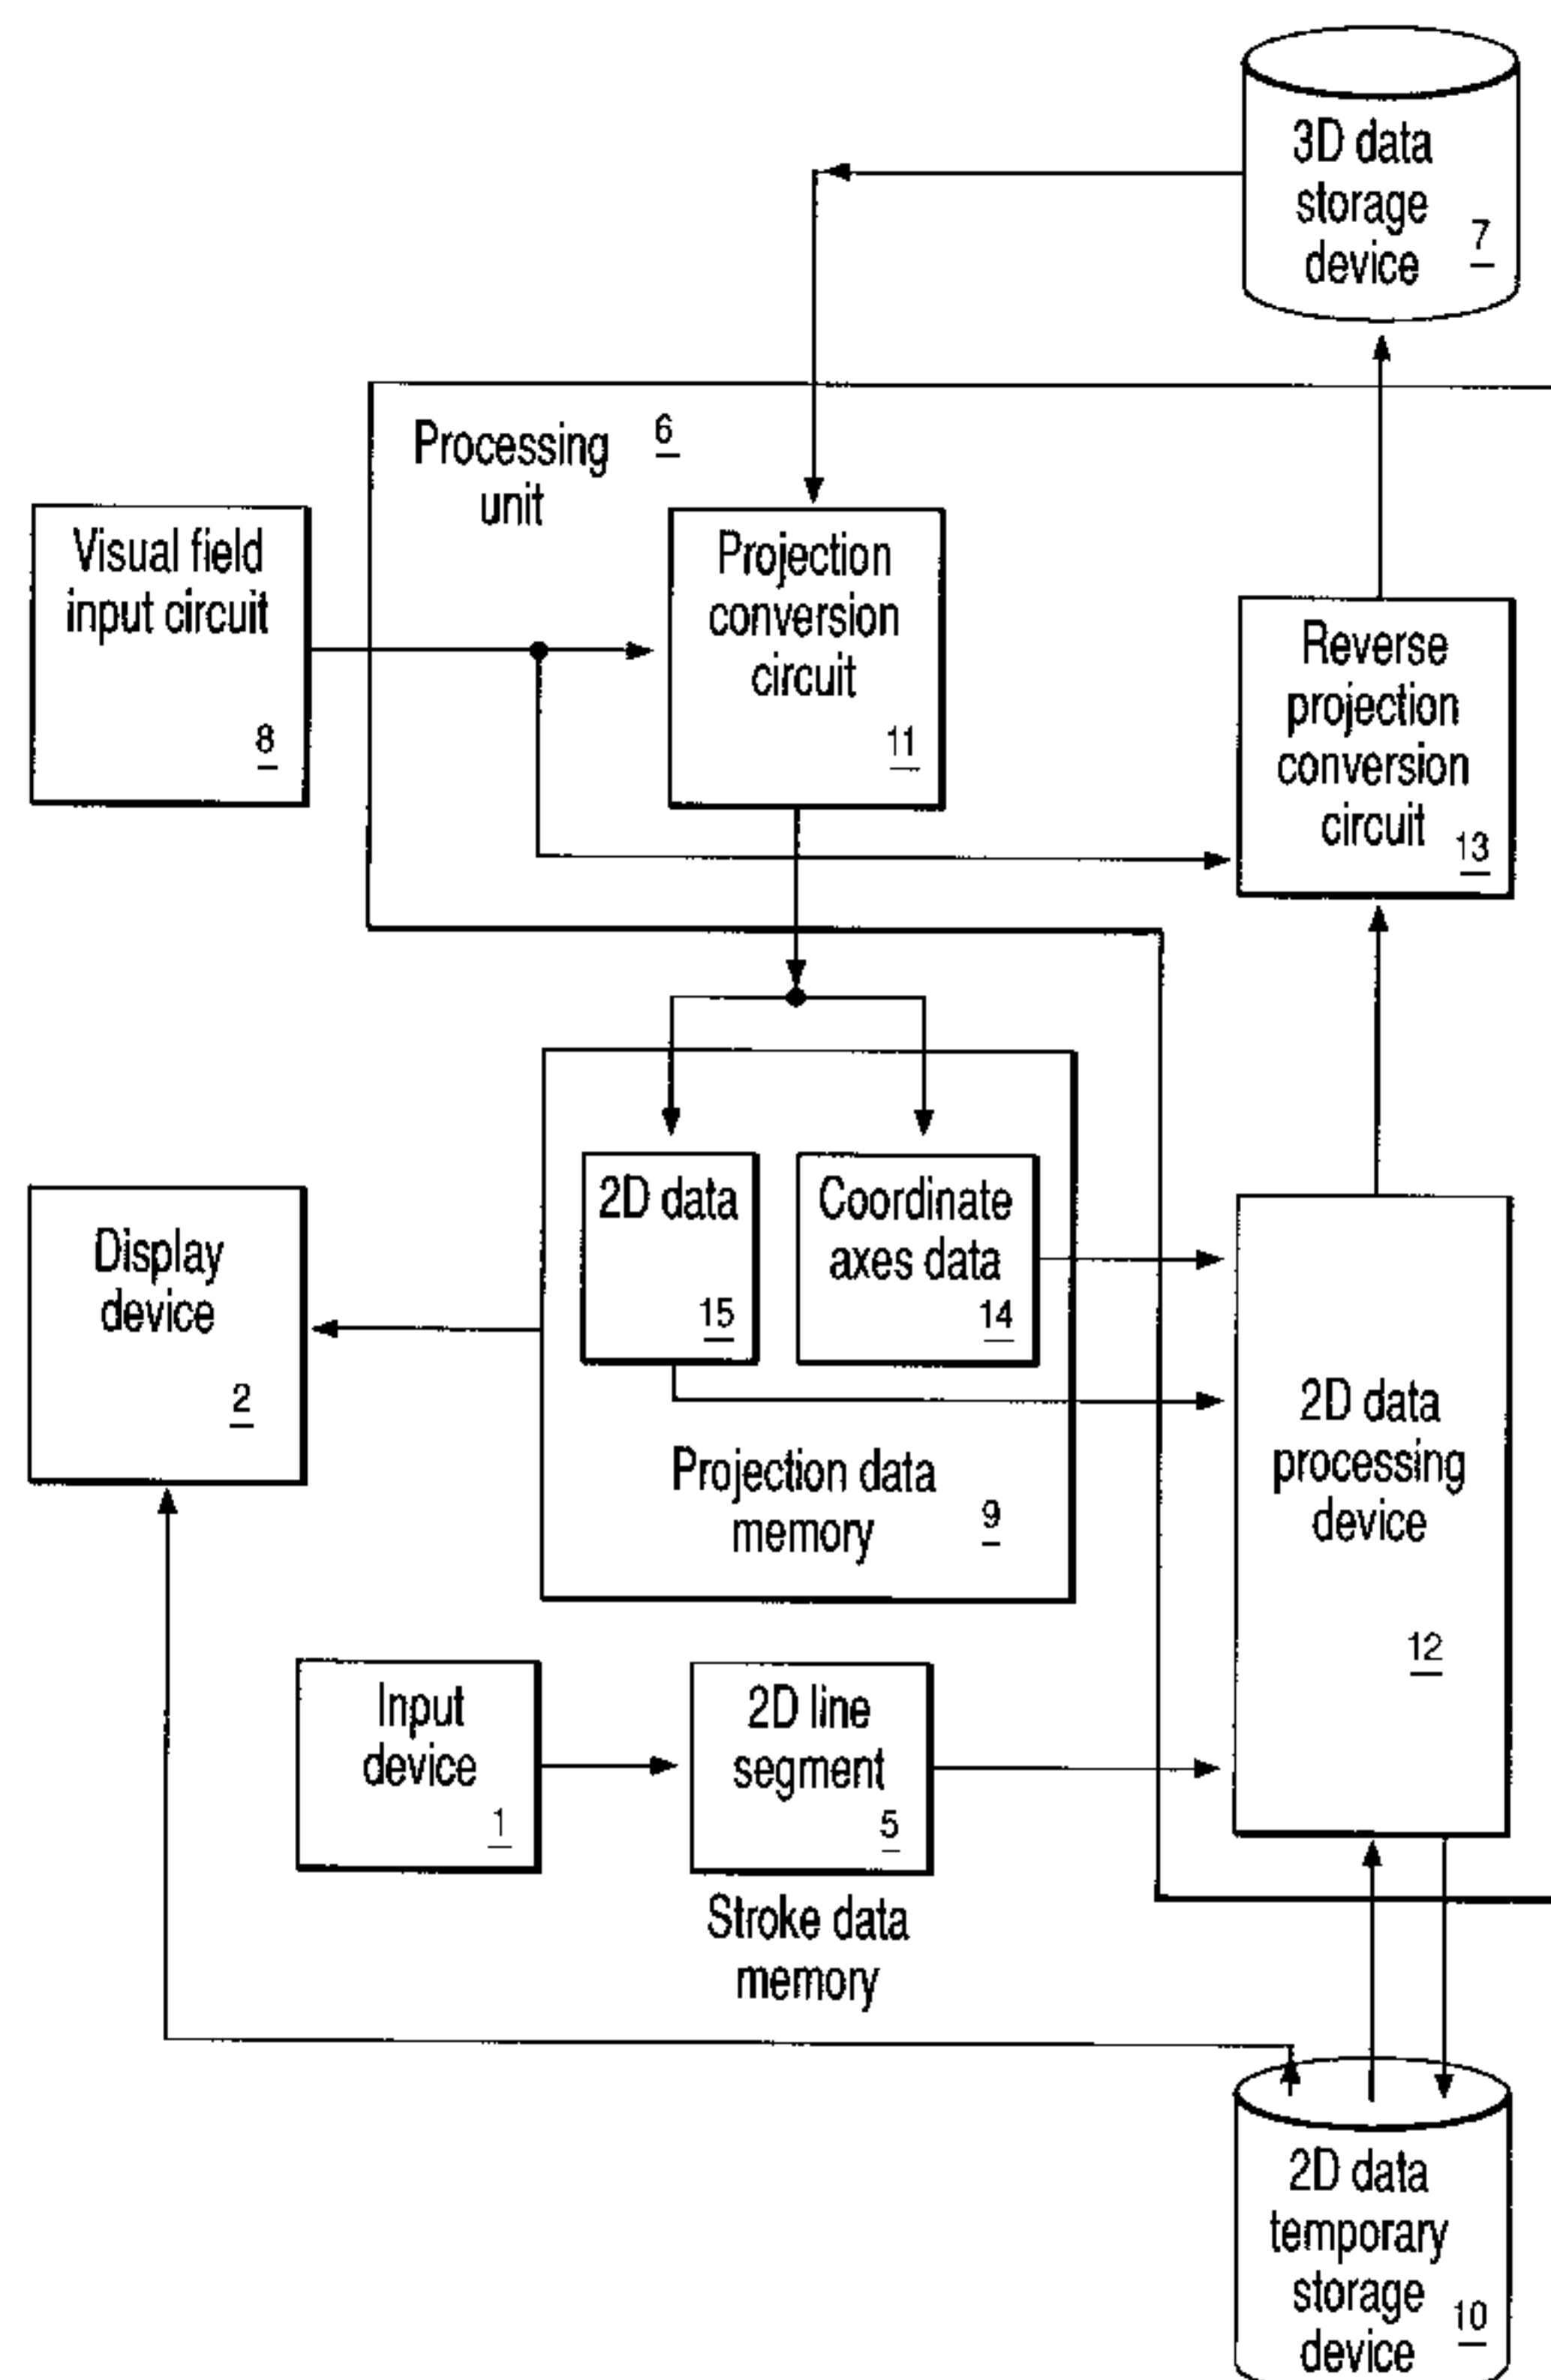 3D data
storage
device
7
Processing
unit
6
Visual field
input circuit
8
Projection
conversion
circuit
11
Reverse
projection
conversion
circuit
13
2D data
15
Coordinate
axes data
14
Projection data
memory
9
Display
device
2
2D data
processing
device
12
Input
device
1
2D line
segment
5
Stroke data
memory
2D data
temporary
storage
device
10